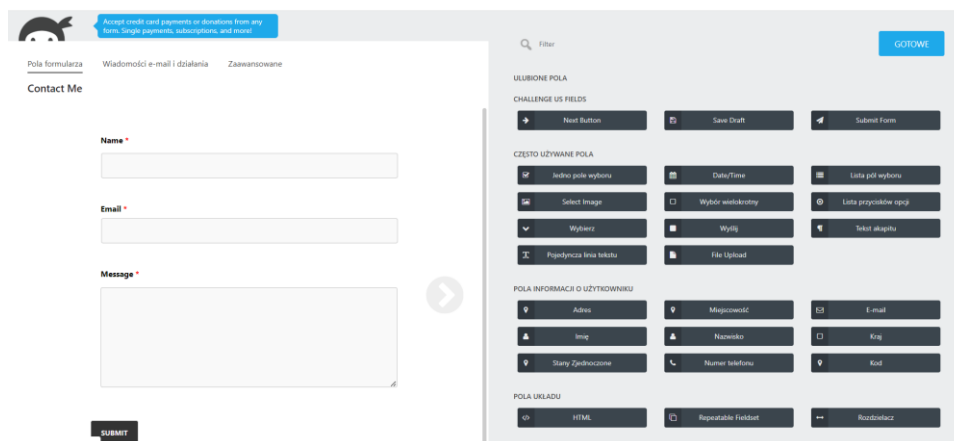 Accept credit card payments or donations from any
form. Single payments, subscriptions, and more!
Filter
GOTOWE
Pola formularza Wiadomości e-mail i działania Zaawansowane
Contact Me
Name *
Email *
Message *
SUBMIT
ULUBIONE POLA
CHALLENGE US FIELDS
Next Button Save Draft Submit Form
CZĘSTO UŻYWANE POLA
Jedno pole wyboru Date/Time Lista pól wyboru
Select Image Wybór wielokrotny Lista przycisków opcji
Wybierz Wyślij Tekst akapitu
Pojedyncza linia tekstu File Upload
POLA INFORMACJI O UŻYTKOWNIKU
Adres Miejscowość E-mail
Imię Nazwisko Kraj
Stany Zjednoczone Numer telefonu Kod
POLA UKŁADU
HTML Repeatable Fieldset Rozdzielacz